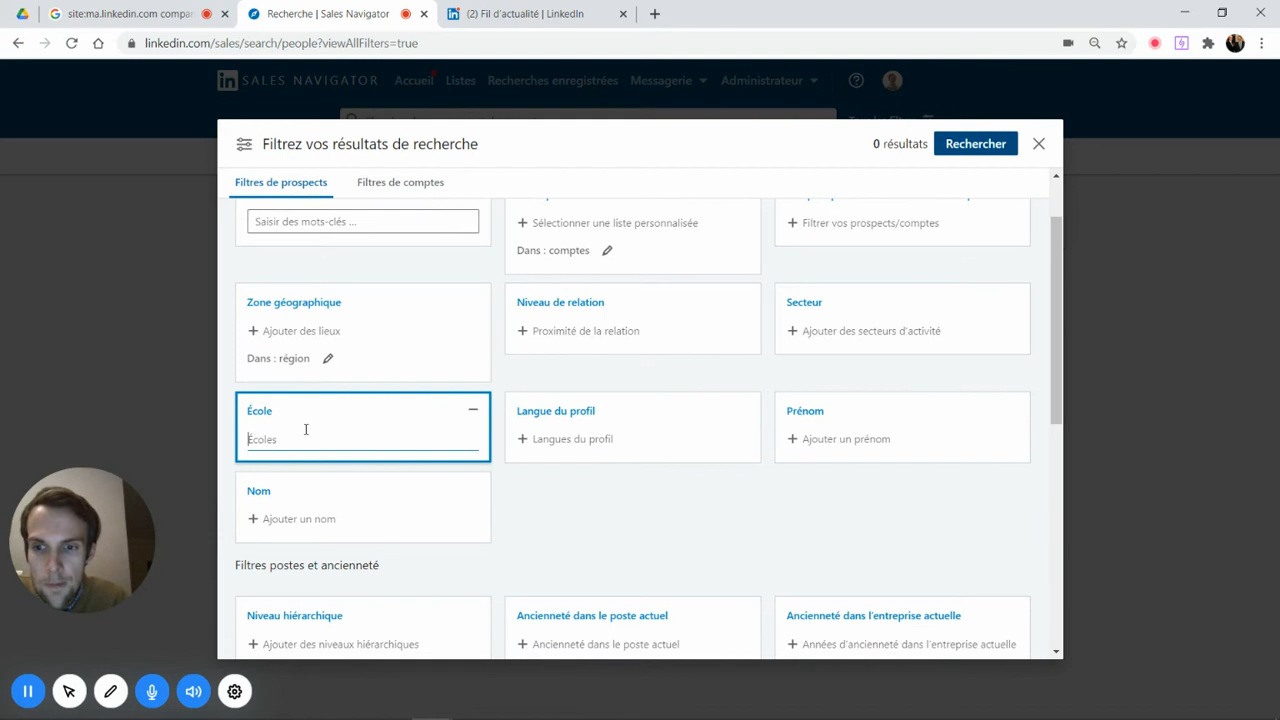 site:ma.linkedin.com compar
Recherche | Sales Navigator
(2) Fil d'actualité | LinkedIn
linkedin.com/sales/search/people?viewAllFilters=true
in SALES NAVIGATOR
Accueil
Listes
Recherches enregistrées
Messagerie
Administrateur
Filtrez vos résultats de recherche
0 résultats
Rechercher
Filtres de prospects
Filtres de comptes
Saisir des mots-clés ...
+ Sélectionner une liste personnalisée
+ Filtrer vos prospects/comptes
Dans : comptes
Zone géographique
Niveau de relation
Secteur
+ Ajouter des lieux
+ Proximité de la relation
+ Ajouter des secteurs d'activité
Dans : région
École
Langue du profil
Prénom
Écoles
+ Langues du profil
+ Ajouter un prénom
Nom
+ Ajouter un nom
Filtres postes et ancienneté
Niveau hiérarchique
Ancienneté dans le poste actuel
Ancienneté dans l'entreprise actuelle
+ Ajouter des niveaux hiérarchiques
+ Ancienneté dans le poste actuel
+ Années d'ancienneté dans l'entreprise actuelle